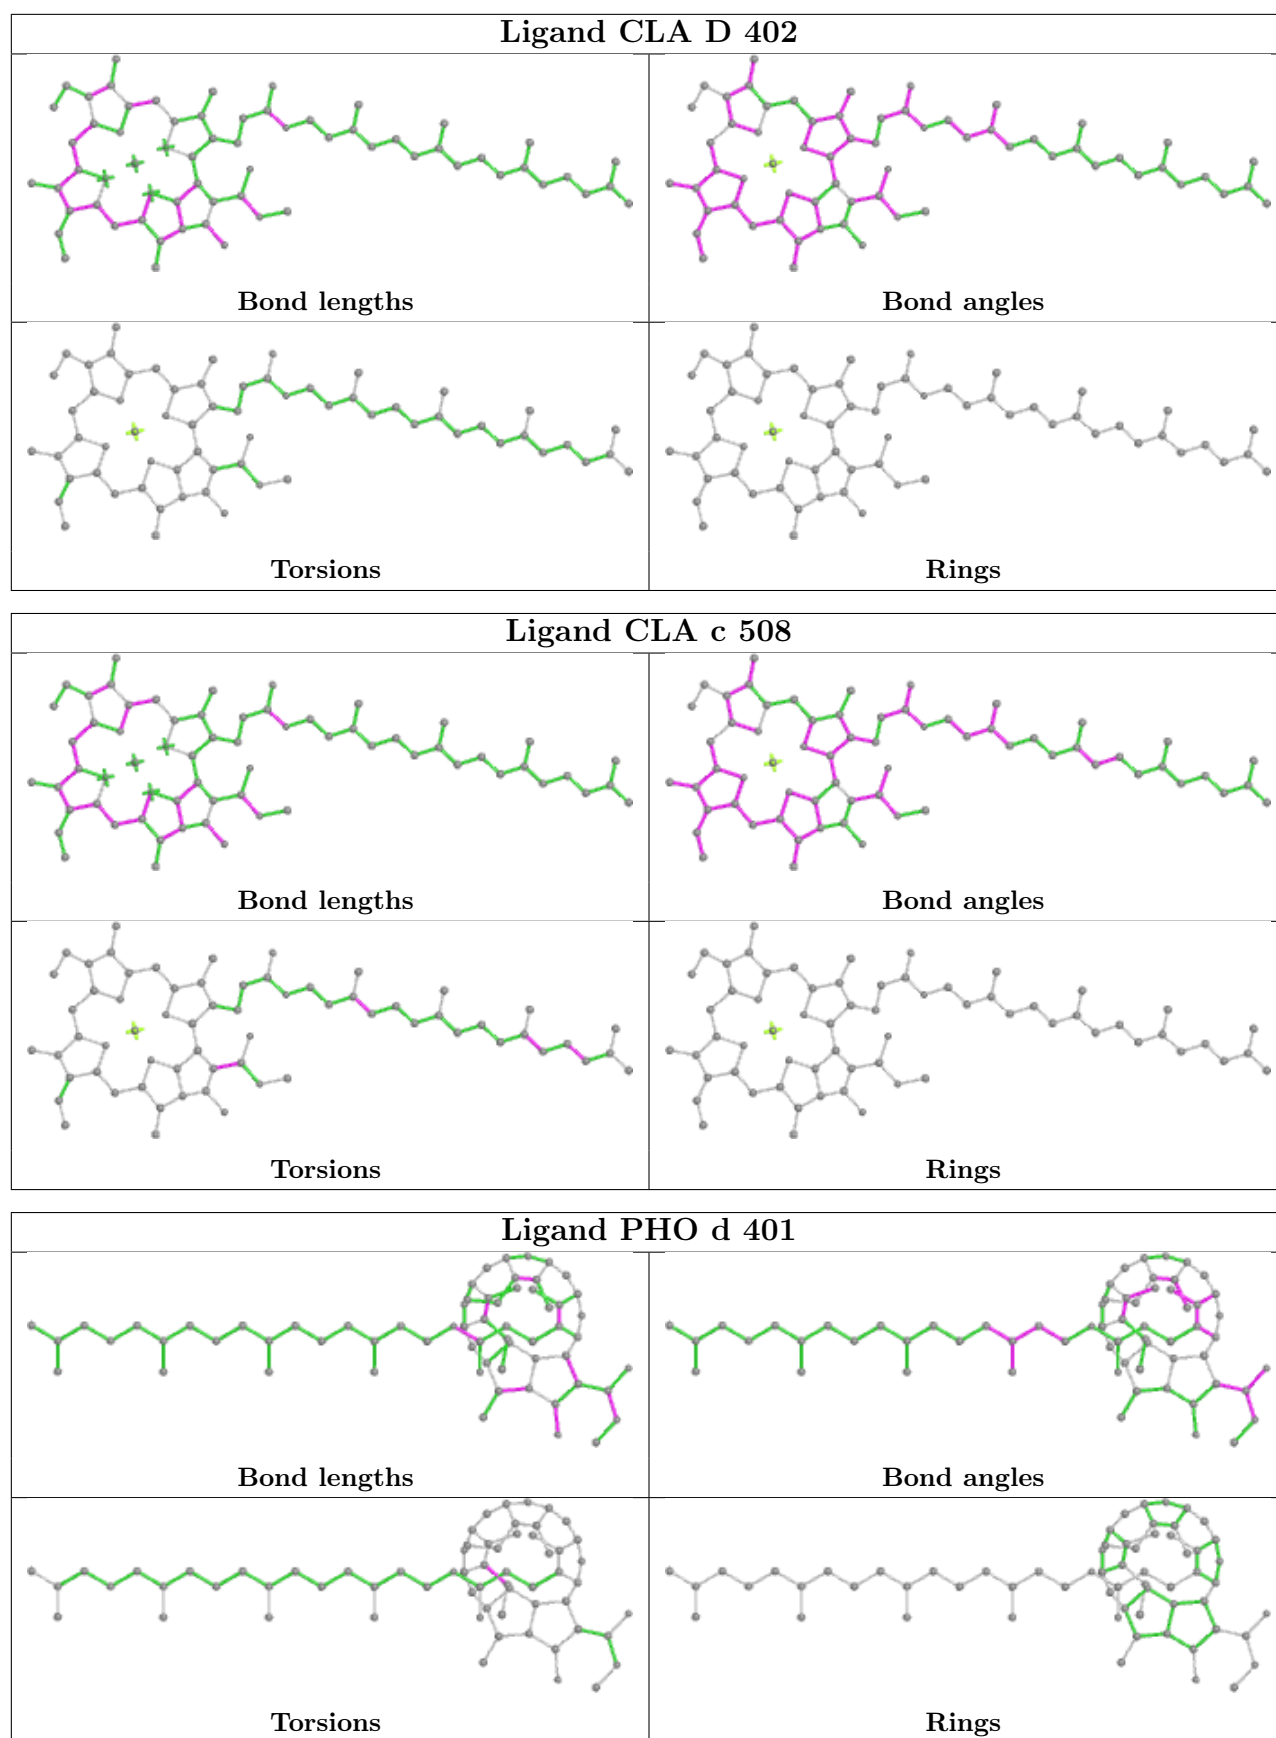 Ligand CLA D 402
Bond lengths
Bond angles
Torsions
Rings
Ligand CLA c 508
Bond lengths
Bond angles
Torsions
Rings
Ligand PHO d 401
Bond lengths
Bond angles
Torsions
Rings